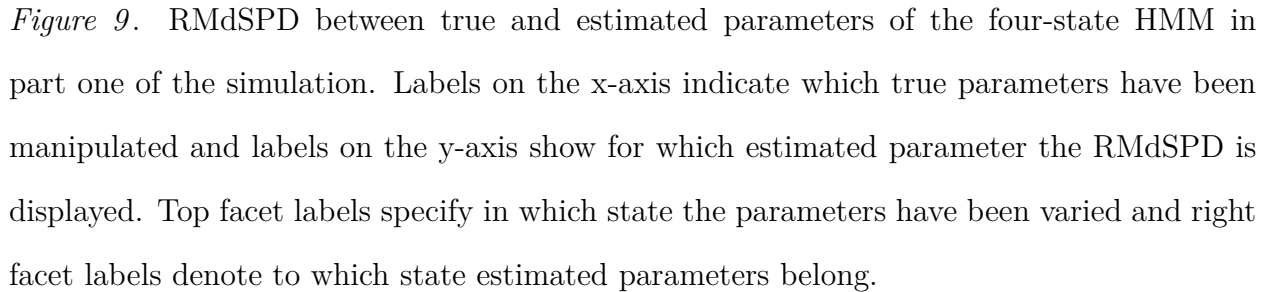 Figure 9. RMdSPD between true and estimated parameters of the four-state HMM in
part one of the simulation. Labels on the x-axis indicate which true parameters have been
manipulated and labels on the y-axis show for which estimated parameter the RMdSPD is
displayed. Top facet labels specify in which state the parameters have been varied and right
facet labels denote to which state estimated parameters belong.